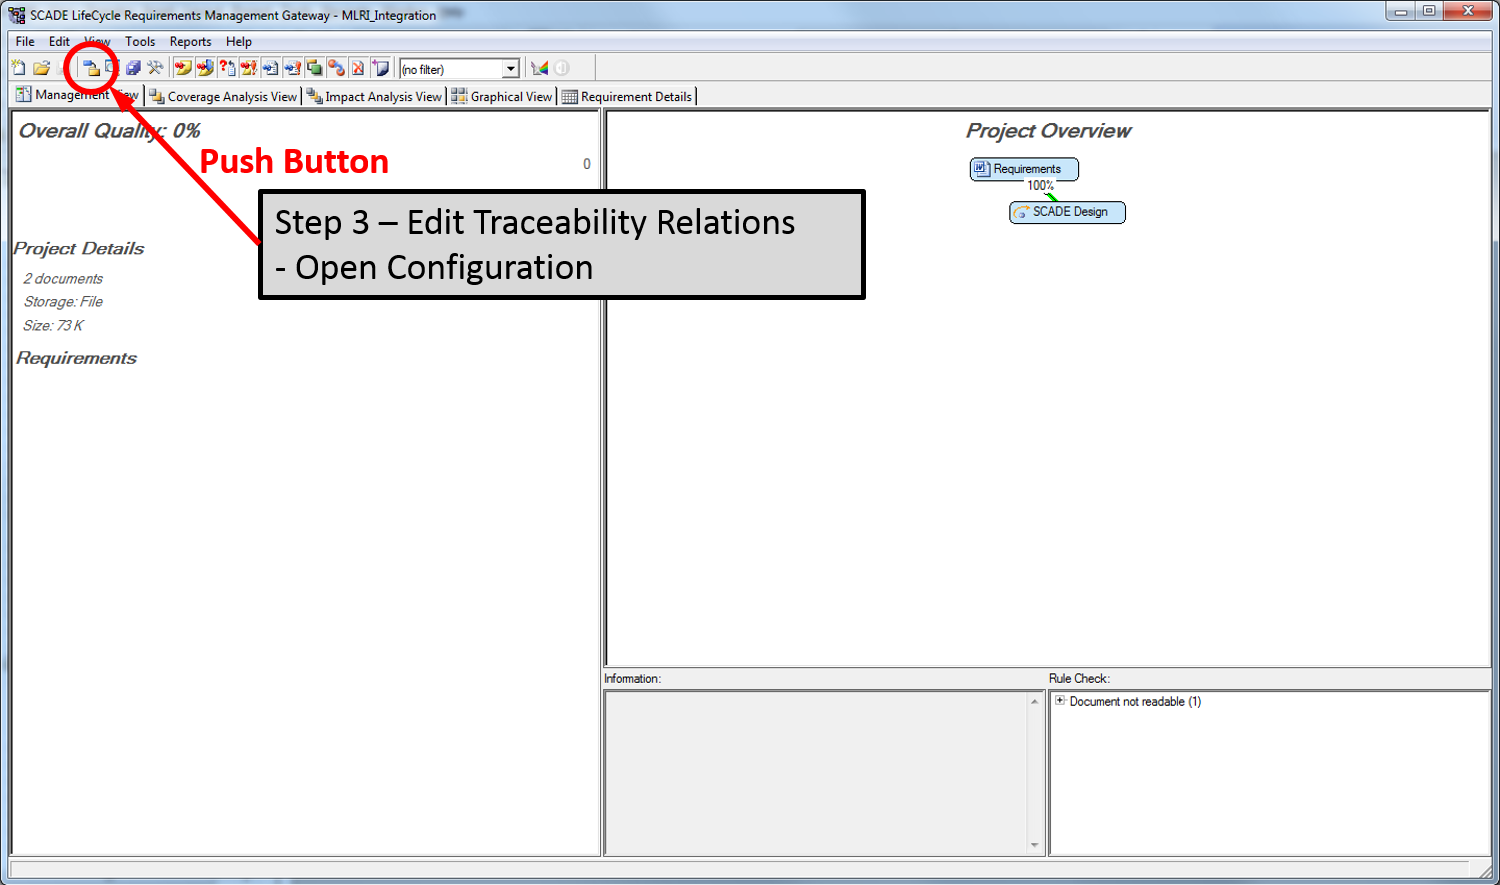 SCADE LifeCycle Requirements Management Gateway - MLRI_Integration
File Edit View Tools Reports Help
(no filter)
Management View Coverage Analysis View Impact Analysis View Graphical View Requirement Details
Overall Quality: 0%
0
Push Button
Step 3 – Edit Traceability Relations
- Open Configuration
Project Details
2 documents
Storage: File
Size: 73 K
Requirements
Project Overview
Requirements
100%
SCADE Design
Information:
Rule Check:
Document not readable (1)